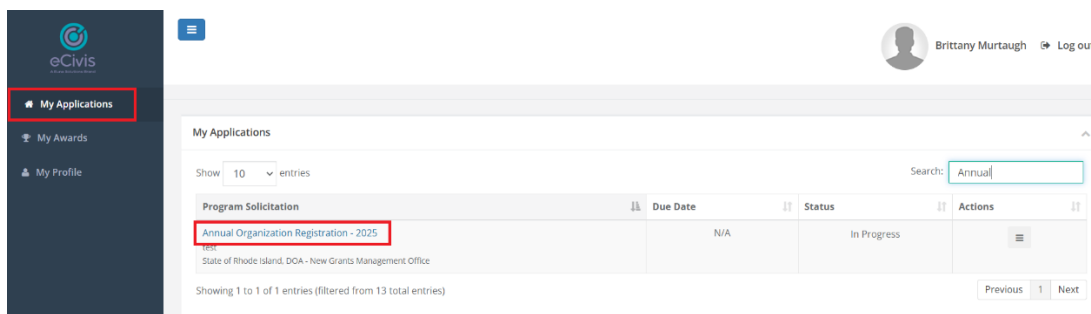 eCivis
Brittany Murtaugh Log out
My Applications
My Awards
My Profile
My Applications
Show 10 entries
Search: Annual
Program Solicitation Due Date Status Actions
Annual Organization Registration - 2025 N/A In Progress
test
State of Rhode Island, DOA - New Grants Management Office
Showing 1 to 1 of 1 entries (filtered from 13 total entries)
Previous 1 Next